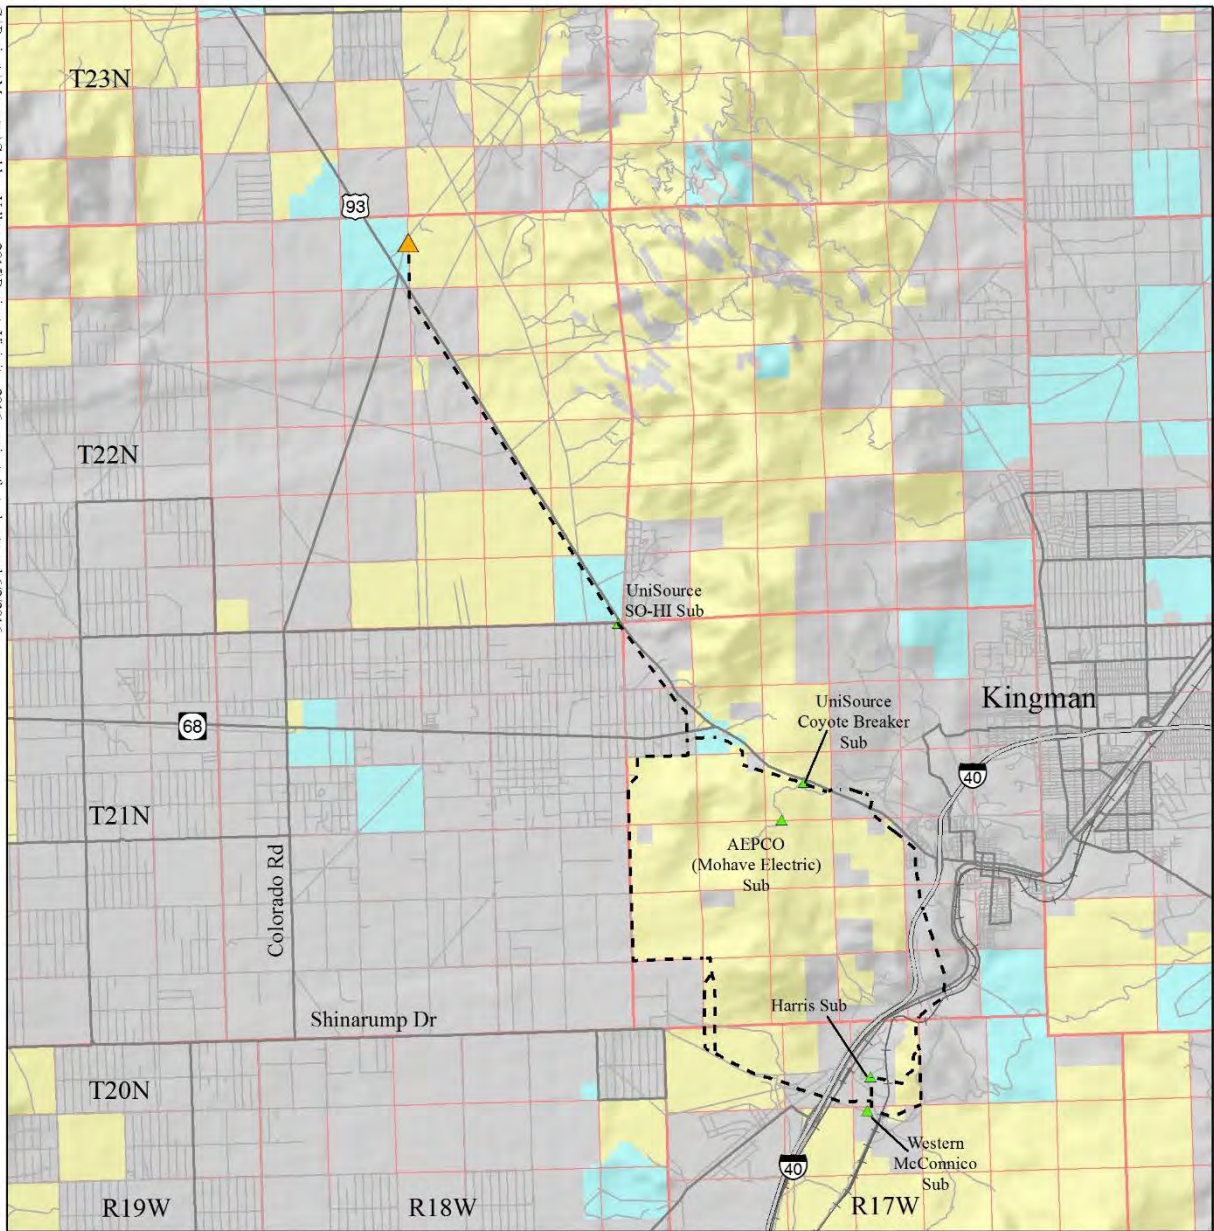 T23N
93
T22N
UniSource
SO-HI Sub
Kingman
UniSource
Coyote Breaker
Sub
68
40
T21N
AEPCO
(Mohave Electric)
Sub
Colorado Rd
Harris Sub
Shinarump Dr
T20N
Western
McConnico
Sub
40
R19W
R18W
R17W